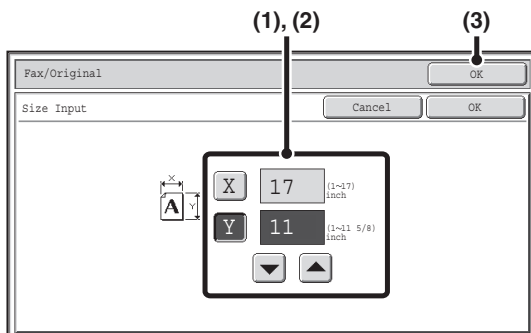 (1), (2) (3)
Fax/Original OK
Size Input Cancel OK
X 17 (1~17)
inch
X
A Y
Y 11 (1~11 5/8)
inch